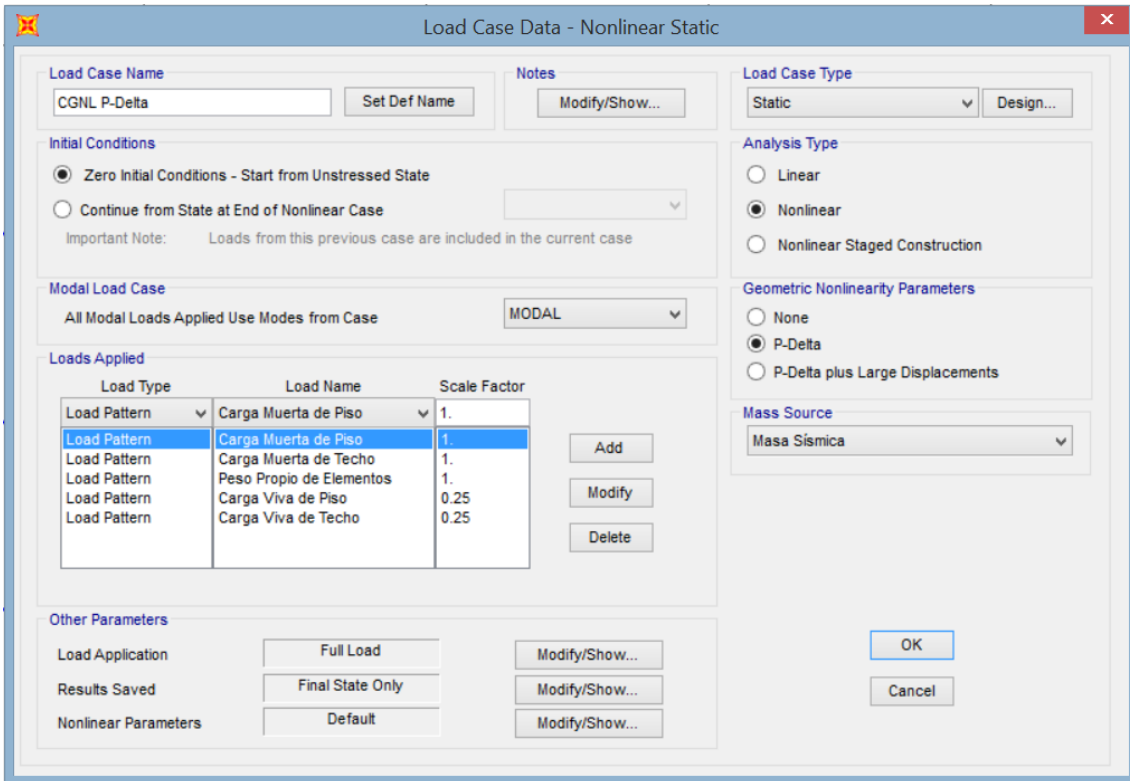 Load Case Data - Nonlinear Static
x
Load Case Name
CGNL P-Delta
Set Def Name
Notes
Modify/Show...
Load Case Type
Static
Design...
Initial Conditions
Zero Initial Conditions - Start from Unstressed State
Continue from State at End of Nonlinear Case
Important Note: Loads from this previous case are included in the current case
Analysis Type
Linear
Nonlinear
Nonlinear Staged Construction
Modal Load Case
All Modal Loads Applied Use Modes from Case
MODAL
Geometric Nonlinearity Parameters
None
P-Delta
P-Delta plus Large Displacements
Loads Applied
Load Type Load Name Scale Factor
Load Pattern Carga Muerta de Piso 1.
Load Pattern Carga Muerta de Piso 1.
Load Pattern Carga Muerta de Techo 1.
Load Pattern Peso Propio de Elementos 1.
Load Pattern Carga Viva de Piso 0.25
Load Pattern Carga Viva de Techo 0.25
Add
Modify
Delete
Mass Source
Masa Sísmica
Other Parameters
Load Application Full Load Modify/Show...
Results Saved Final State Only Modify/Show...
Nonlinear Parameters Default Modify/Show...
OK
Cancel